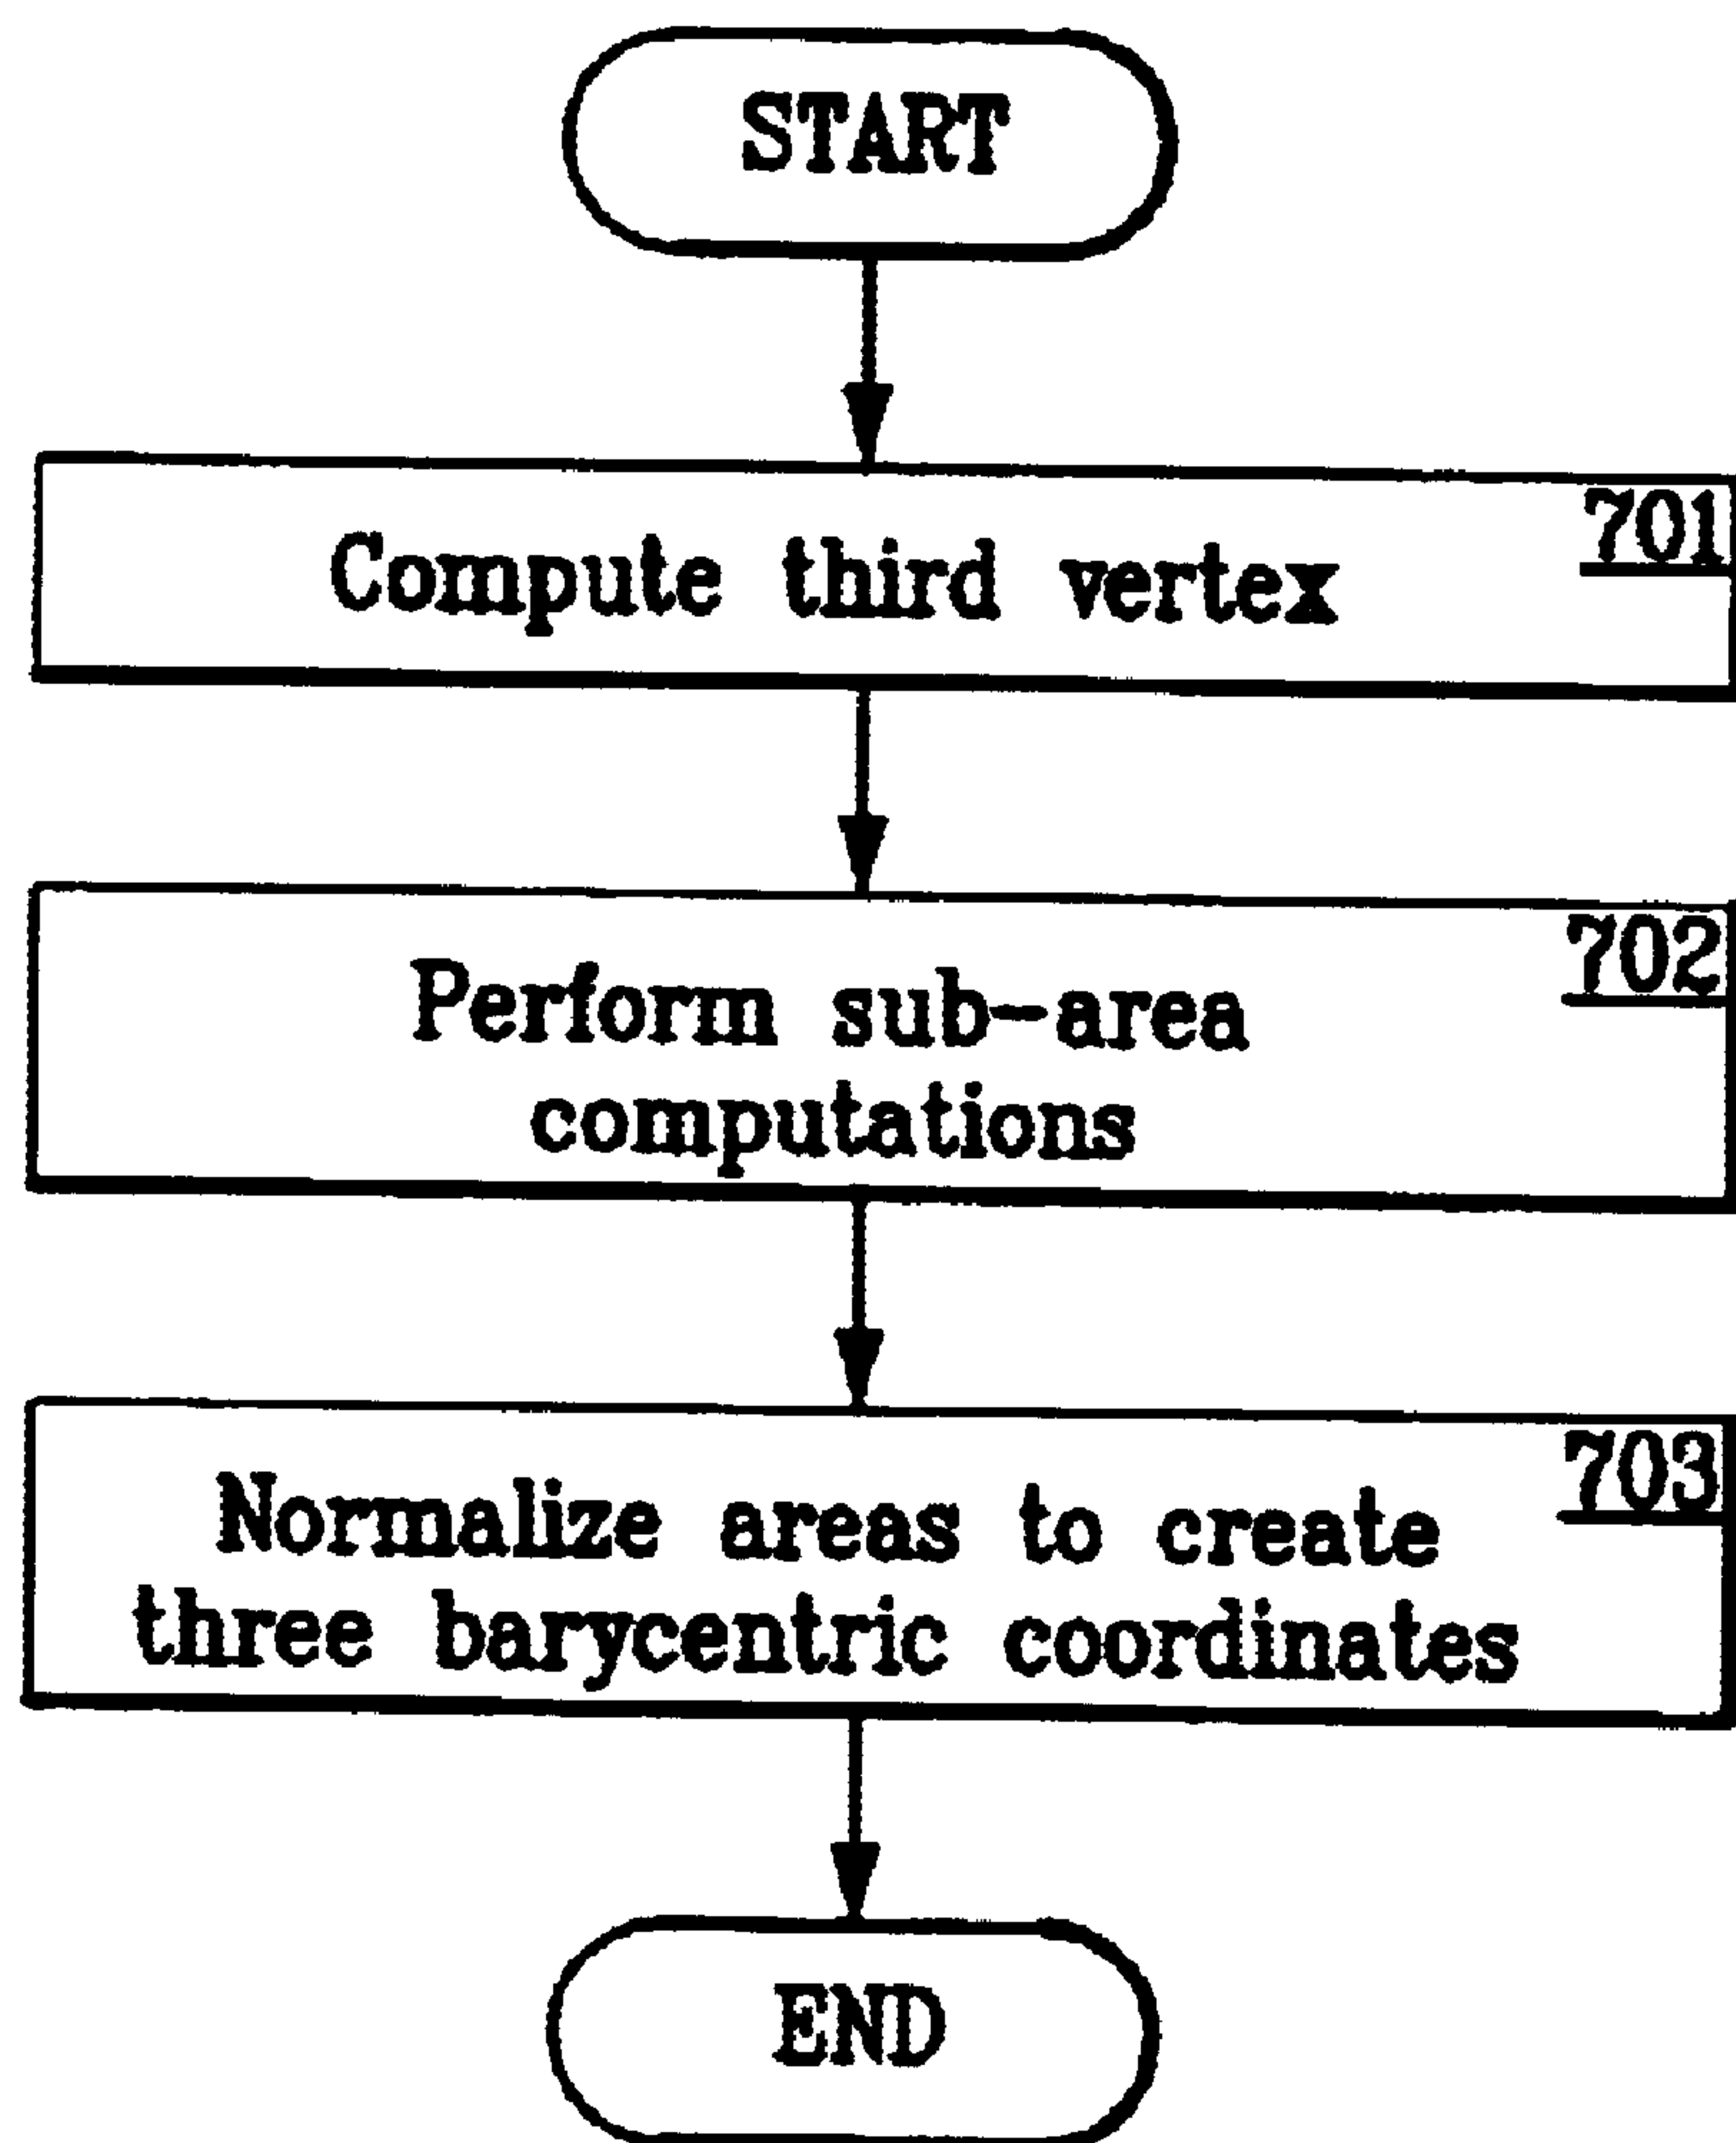 START
701
Compute third vertex
702
Perform sub-area
computations
703
Normalize areas to create
three barycentric coordinates
END